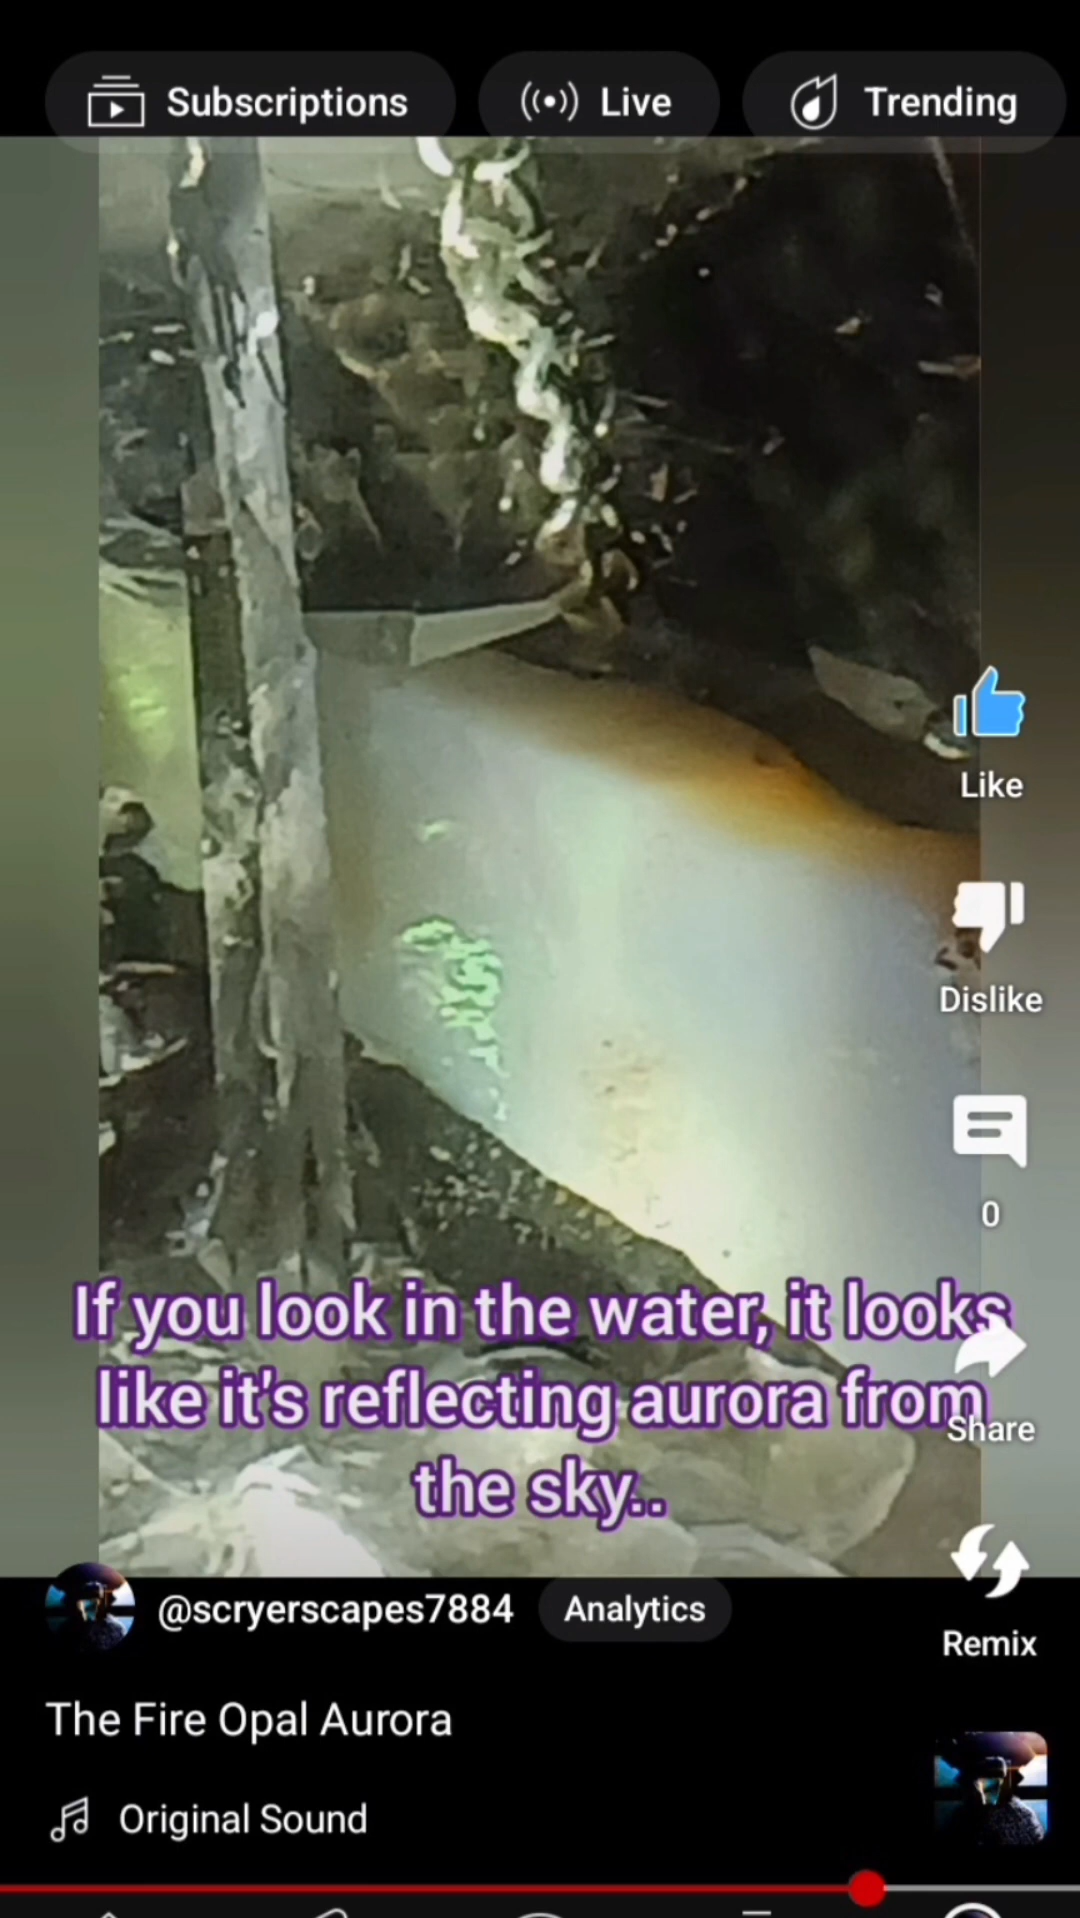 Subscriptions
Live
Trending
Like
Dislike
0
If you look in the water, it looks
like it's reflecting aurora from
the sky..
Share
@scryerscapes7884
Analytics
Remix
The Fire Opal Aurora
Original Sound